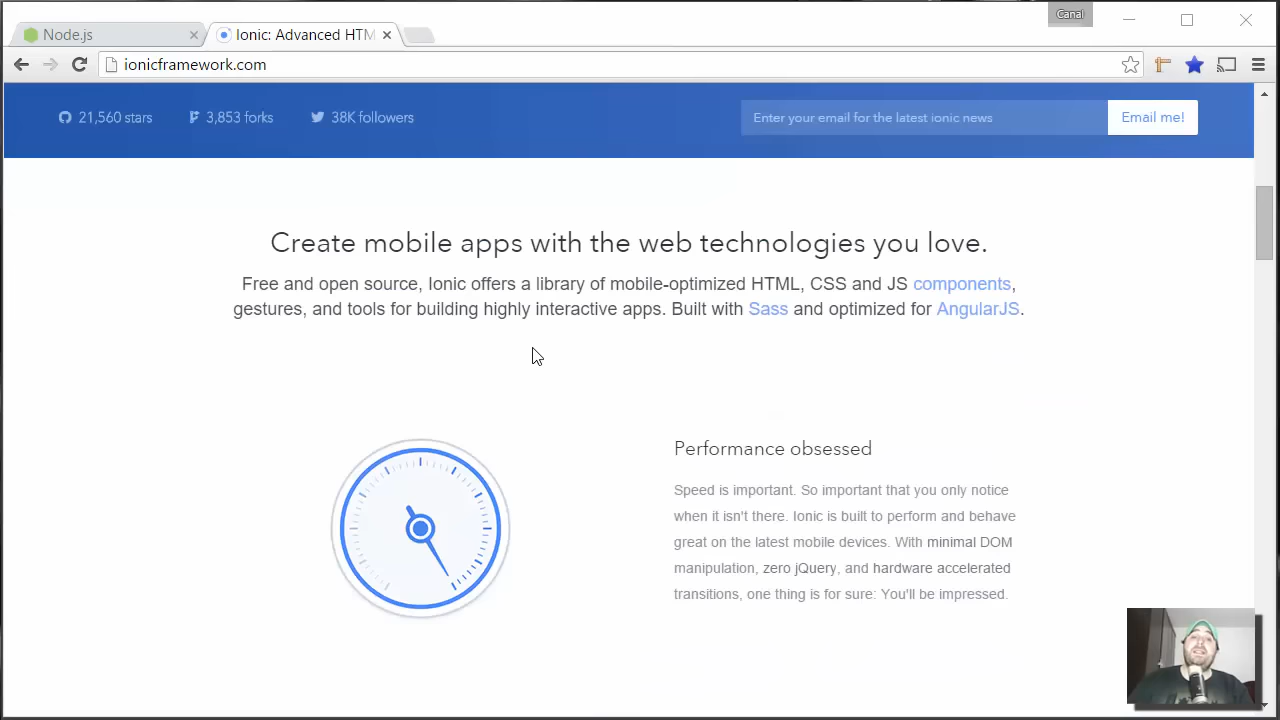 Canal
Node.js
Ionic: Advanced HTM
ionicframework.com
21,560 stars
3,853 forks
38K followers
Enter your email for the latest ionic news
Email me!
Create mobile apps with the web technologies you love.
Free and open source, Ionic offers a library of mobile-optimized HTML, CSS and JS components,
gestures, and tools for building highly interactive apps. Built with Sass and optimized for AngularJS.
Performance obsessed
Speed is important. So important that you only notice
when it isn't there. Ionic is built to perform and behave
great on the latest mobile devices. With minimal DOM
manipulation, zero jQuery, and hardware accelerated
transitions, one thing is for sure: You'll be impressed.